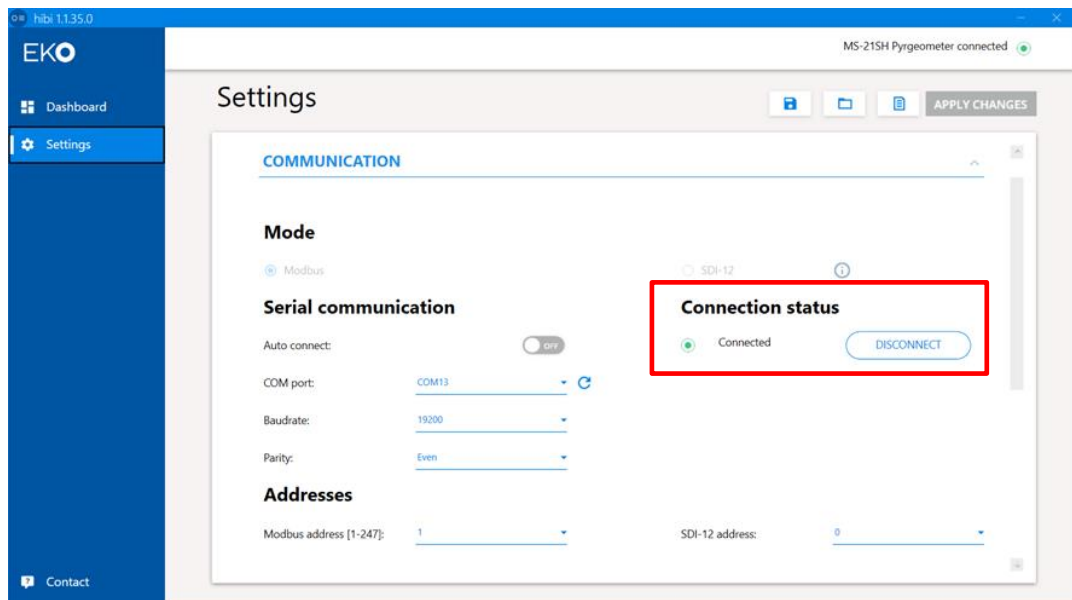 hibi 1.1.35.0
EKO
MS-21SH Pyrgeometer connected
Dashboard
Settings
Settings
APPLY CHANGES
COMMUNICATION
Mode
Modbus
SDI-12
Serial communication
Connection status
Auto connect:
OFF
Connected
DISCONNECT
COM port:
COM13
Baudrate:
19200
Parity:
Even
Addresses
Modbus address [1-247]:
1
SDI-12 address:
0
Contact